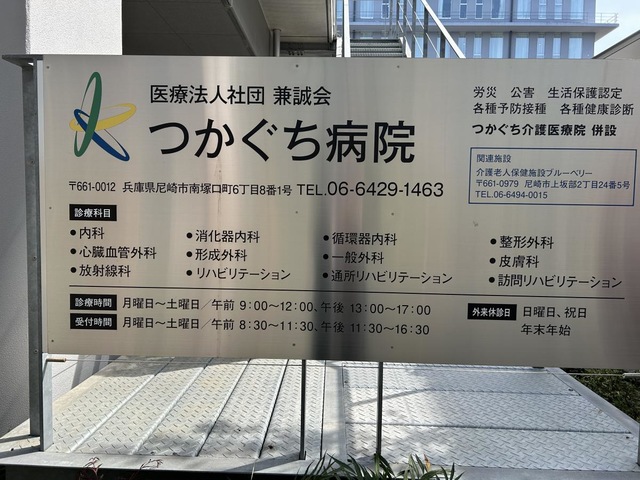 医療法人社団 兼誠会
つかぐち病院
労災 公害 生活保護認定
各種予防接種 各種健康診断
つかぐち介護医療院 併設
関連施設
介護老人保健施設ブルーベリー
〒661-0979 尼崎市上坂部2丁目24番5号
TEL.06-6494-0015
〒661-0012 兵庫県尼崎市南塚口町6丁目8番1号 TEL.06-6429-1463
診療科目
•内科 •消化器内科 •循環器内科 •整形外科
•心臓血管外科 •形成外科 •一般外科 •皮膚科
•放射線科 •リハビリテーション •通所リハビリテーション •訪問リハビリテーション
診療時間 月曜日〜土曜日/午前 9:00〜12:00、午後 13:00〜17:00
受付時間 月曜日〜土曜日/午前 8:30〜11:30、午後 11:30〜16:30
外来休診日 日曜日、祝日
年末年始